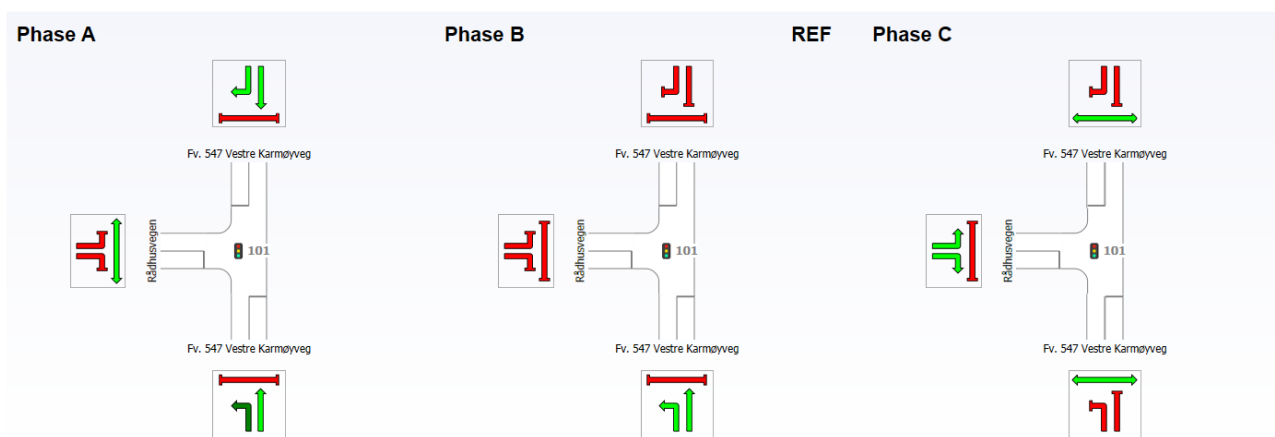 Phase A
Phase B
REF
Phase C
Fv. 547 Vestre Karmøyveg
Fv. 547 Vestre Karmøyveg
Fv. 547 Vestre Karmøyveg
Rådhusvegen
101
Rådhusvegen
101
Rådhusvegen
101
Fv. 547 Vestre Karmøyveg
Fv. 547 Vestre Karmøyveg
Fv. 547 Vestre Karmøyveg